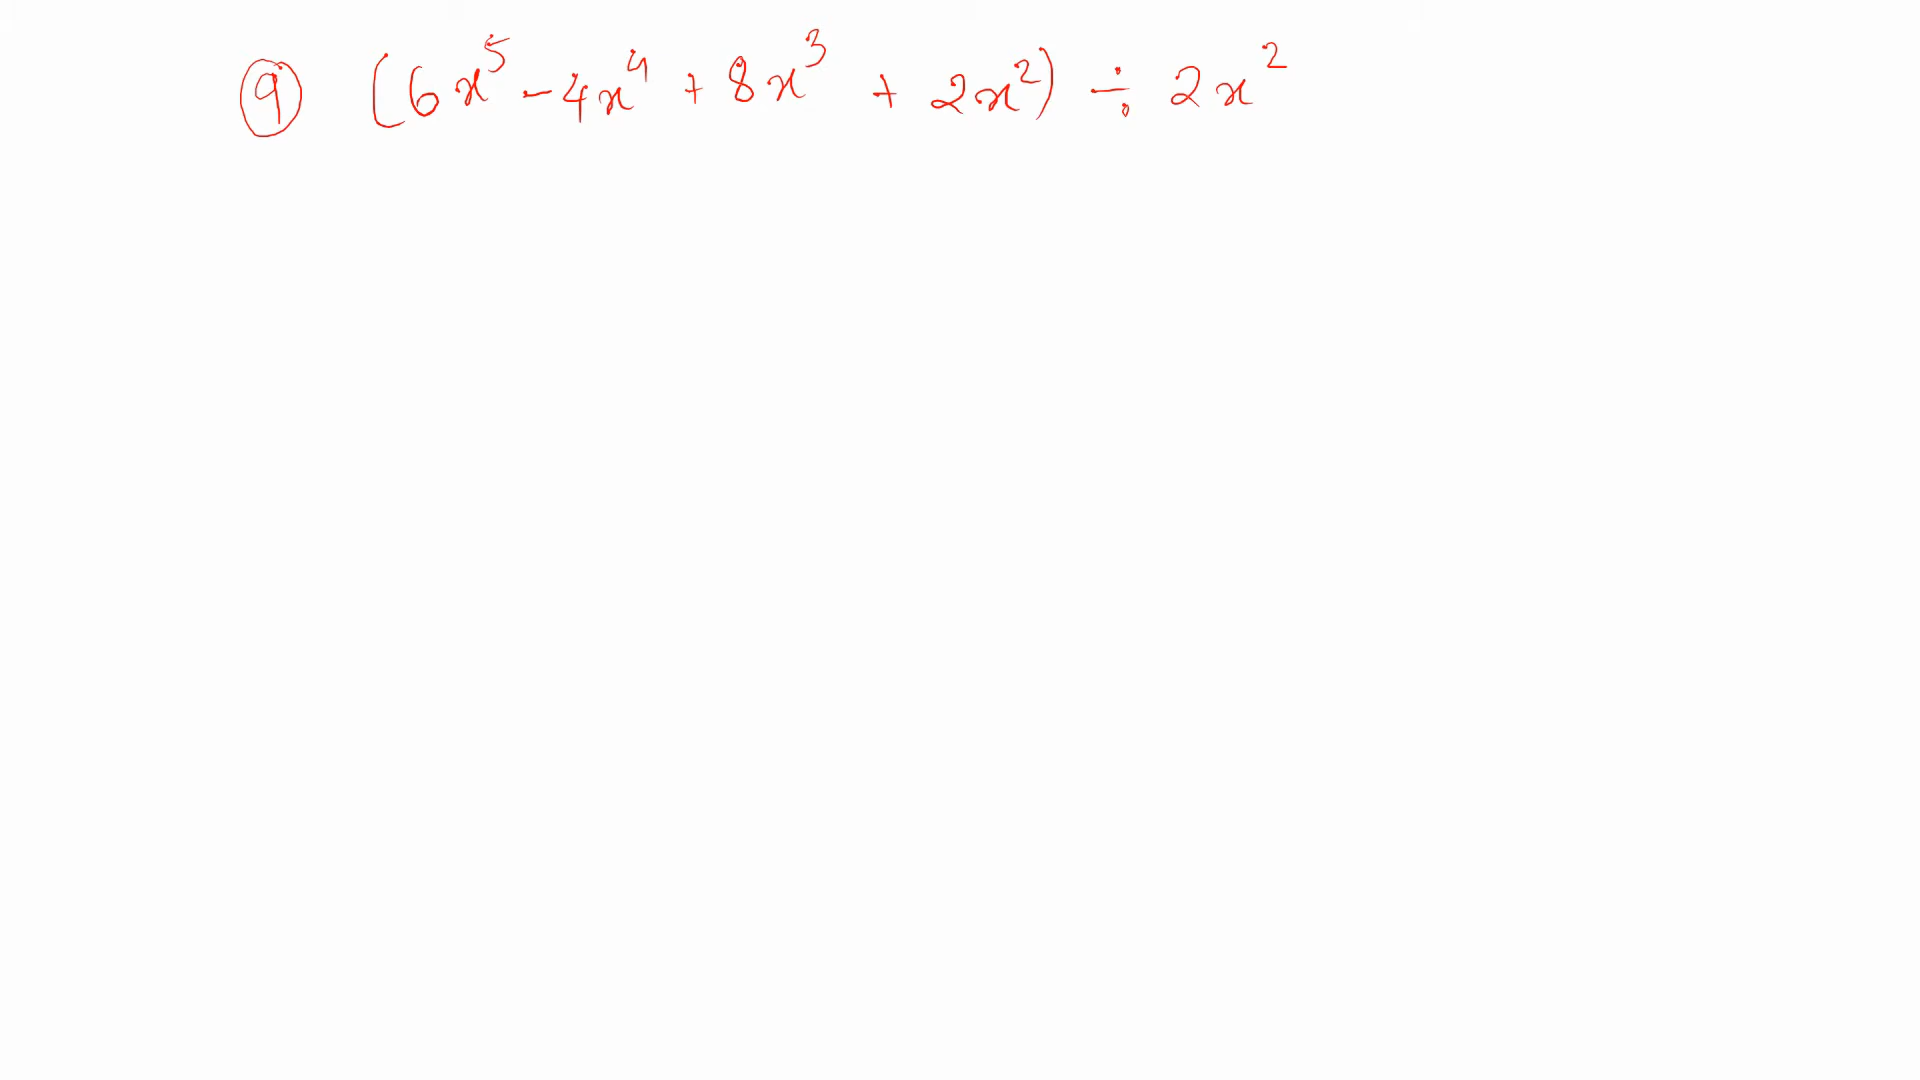 ⑨ (6x⁵ - 4x⁴ + 8x³ + 2x²) ÷ 2x²